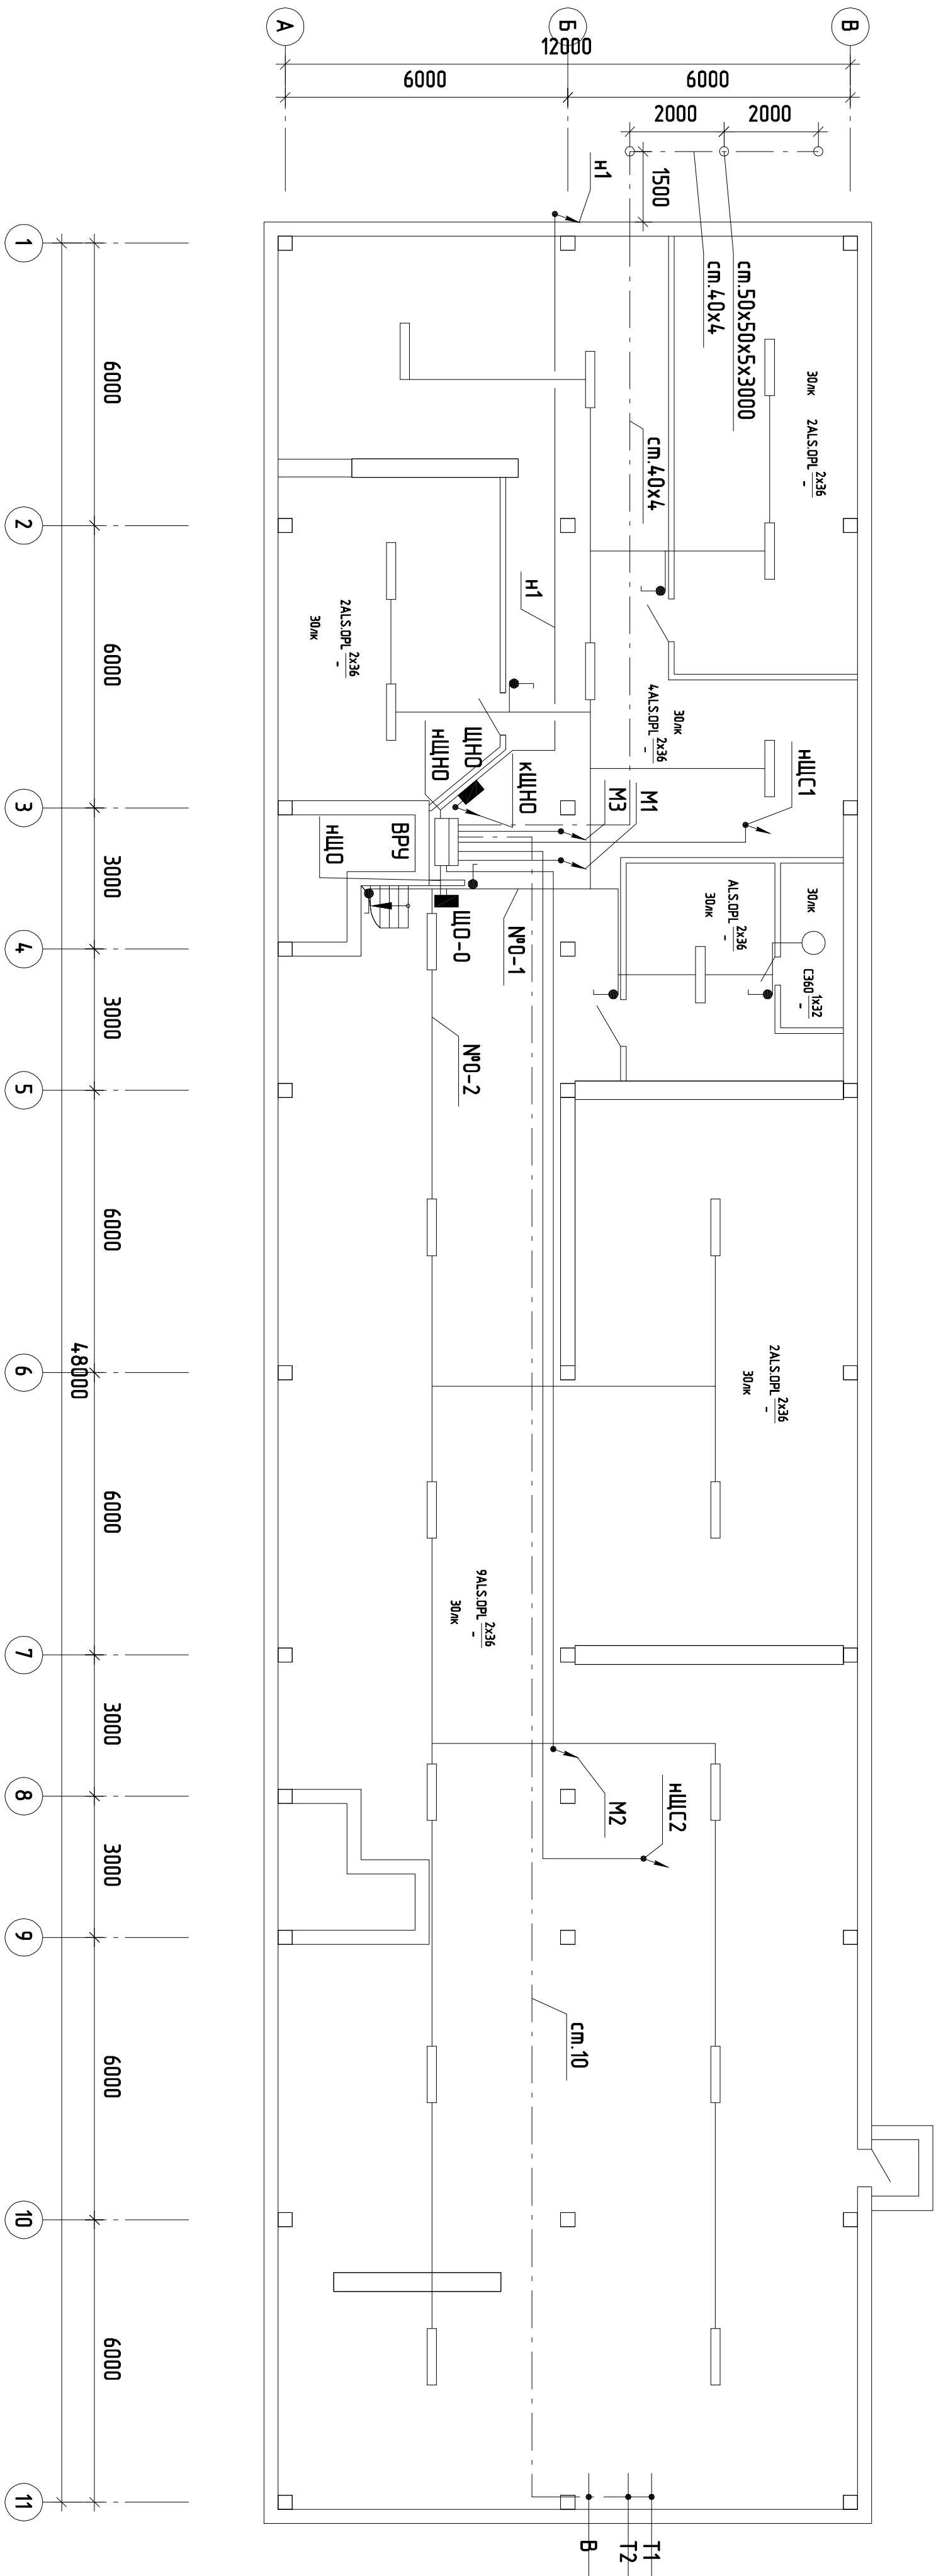 В
Б
А
12000
6000
6000
2000
2000
1500
н1
ст.50х50х5х3000
ст.40х4
ст.40х4
30лк
2ALS.OPL 2х36
-
30лк
4ALS.OPL 2х36
-
н1
2ALS.OPL 2х36
-
30лк
нЩС1
М1
М3
кЩНО
ЩНО
нЩНО
ВРУ
нЩО
ЩО-0
№0-1
№0-2
30лк
С360 1х32
-
ALS.OPL 2х36
-
30лк
2ALS.OPL 2х36
-
30лк
9ALS.OPL 2х36
-
30лк
М2
нЩС2
ст.10
Т1
Т2
В
6000
6000
3000
3000
6000
6000
3000
3000
6000
6000
48000
1
2
3
4
5
6
7
8
9
10
11